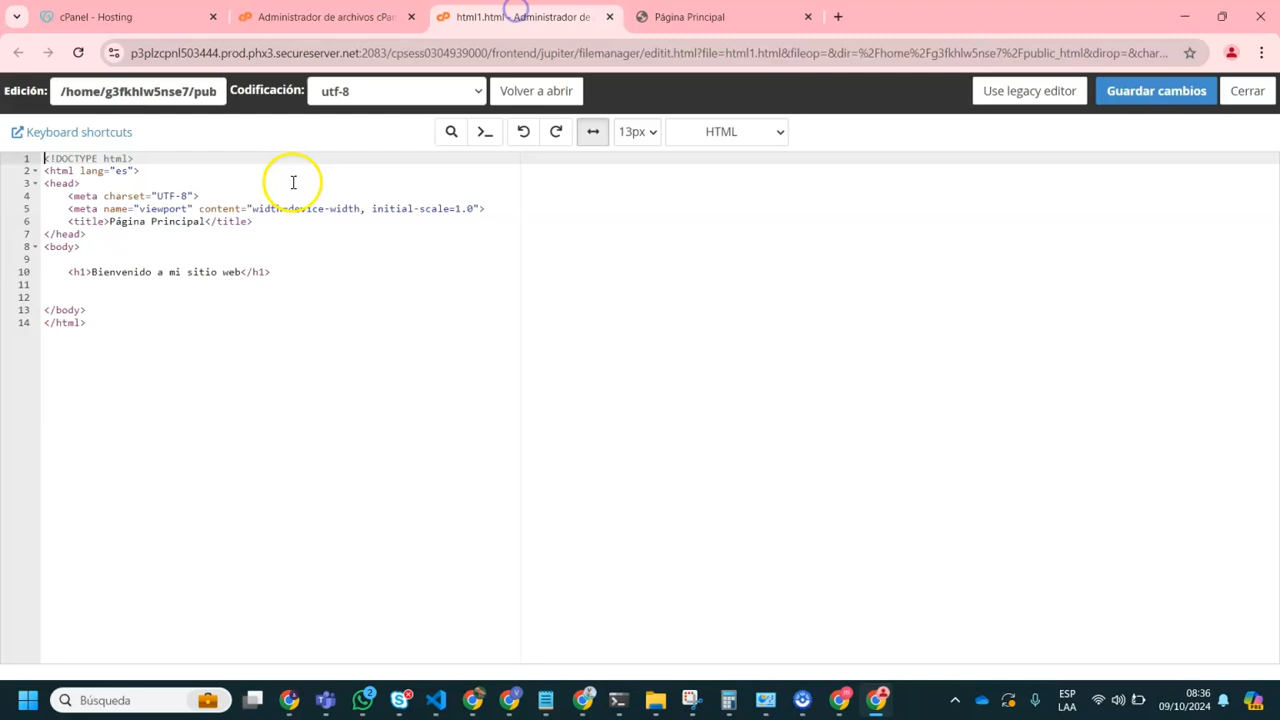 cPanel - Hosting
Administrador de archivos cPan
html1.html - Administrador de
Página Principal
p3plzcpnl503444.prod.phx3.secureserver.net:2083/cpsess0304939000/frontend/jupiter/filemanager/editit.html?file=html1.html&fileop=&dir=%2Fhome%2Fg3fkhlw5nse7%2Fpublic_html&dirop=&char...
Edición:
/home/g3fkhlw5nse7/pub
Codificación:
utf-8
Volver a abrir
Use legacy editor
Guardar cambios
Cerrar
Keyboard shortcuts
13px
HTML
1 <!DOCTYPE html>
2 <html lang="es">
3 <head>
4 <meta charset="UTF-8">
5 <meta name="viewport" content="width=device-width, initial-scale=1.0">
6 <title>Página Principal</title>
7 </head>
8 <body>
9
10 <h1>Bienvenido a mi sitio web</h1>
11
12
13 </body>
14 </html>
Búsqueda
2
ESP
LAA
08:36
09/10/2024